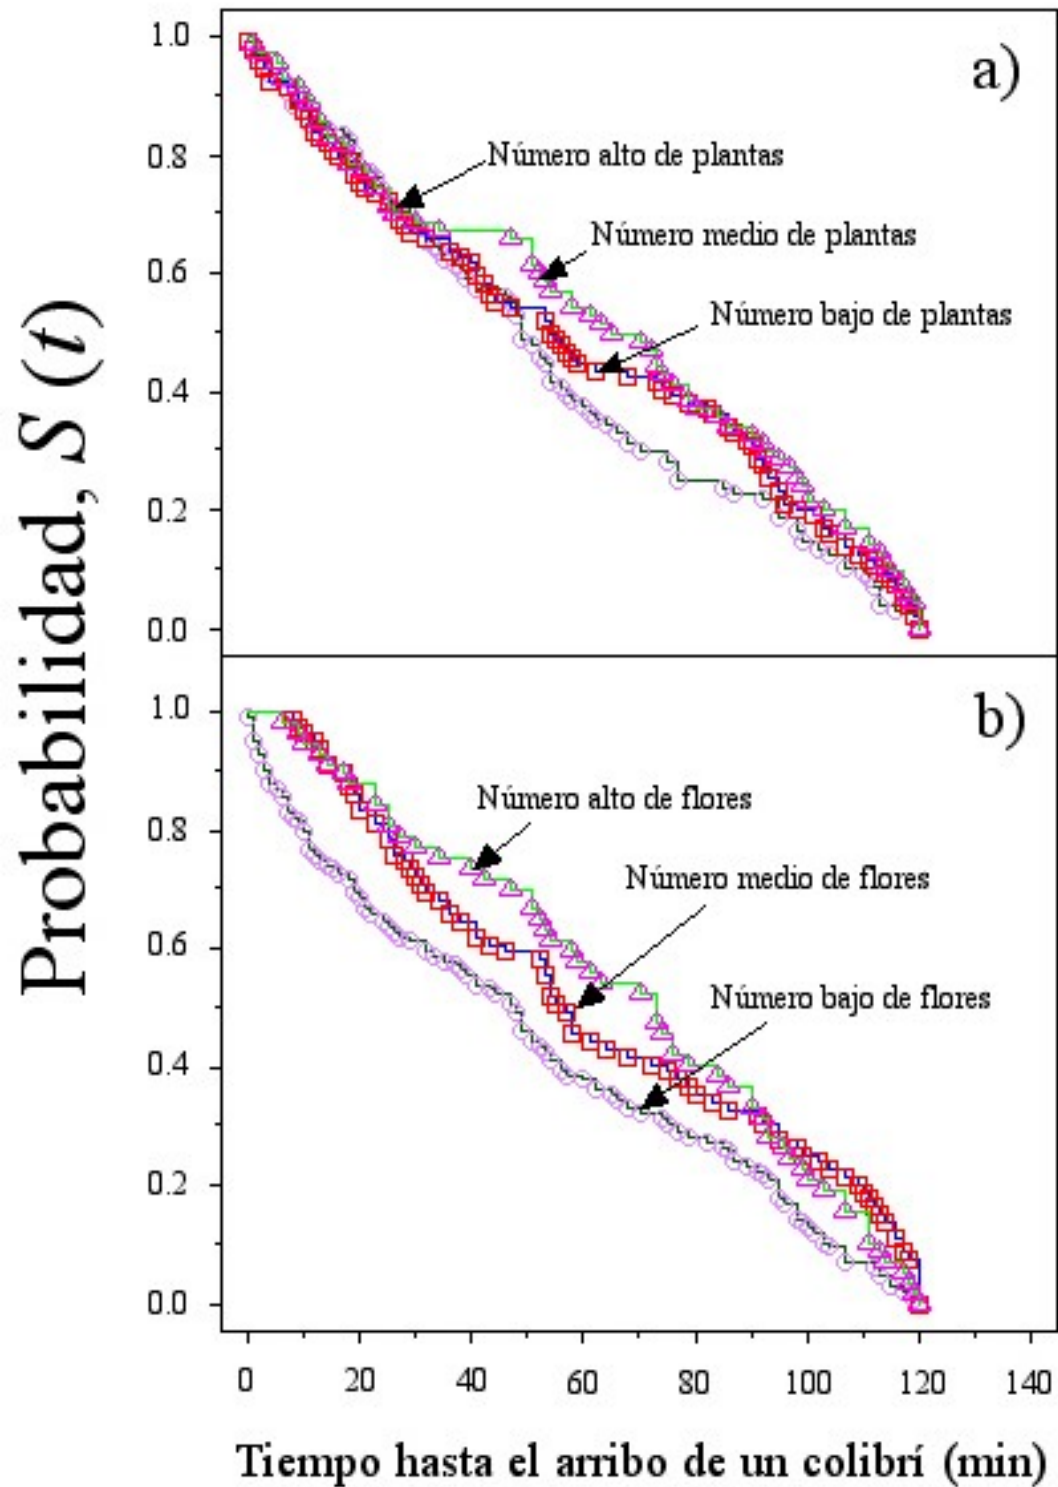 Probabilidad, S (t)
1.0
0.8
0.6
0.4
0.2
0.0
a)
Número alto de plantas
Número medio de plantas
Número bajo de plantas
1.0
0.8
0.6
0.4
0.2
0.0
b)
Número alto de flores
Número medio de flores
Número bajo de flores
0 20 40 60 80 100 120 140
Tiempo hasta el arribo de un colibrí (min)